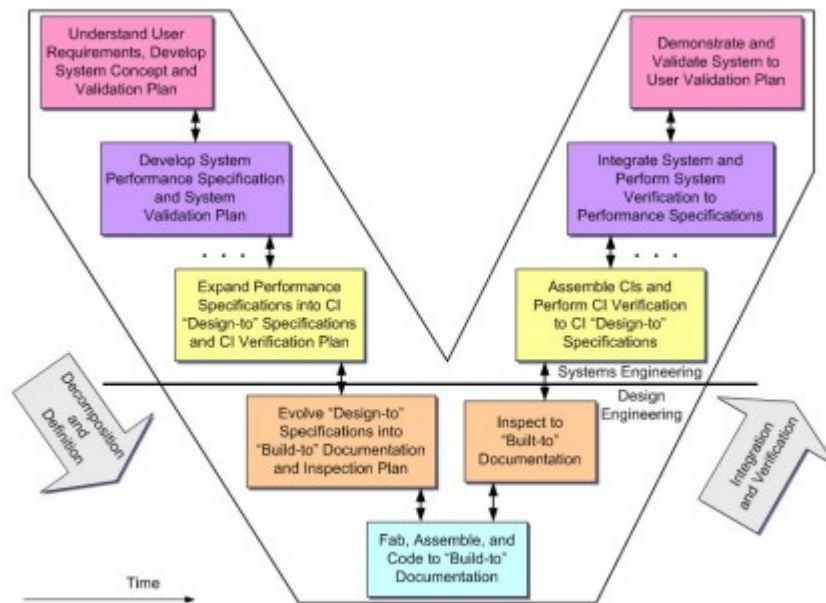 Understand User
Requirements, Develop
System Concept and
Validation Plan
Demonstrate and
Validate System to
User Validation Plan
Develop System
Performance Specification
and System
Validation Plan
Integrate System and
Perform System
Verification to
Performance Specifications
. . .
. . .
Expand Performance
Specifications into CI
“Design-to” Specifications
and CI Verification Plan
Assemble CIs and
Perform CI Verification
to CI “Design-to”
Specifications
Systems Engineering
Design
Engineering
Decomposition
and
Definition
Evolve “Design-to”
Specifications into
“Build-to” Documentation
and Inspection Plan
Inspect to
“Built-to”
Documentation
Integration
and Verification
Fab, Assemble, and
Code to “Build-to”
Documentation
Time